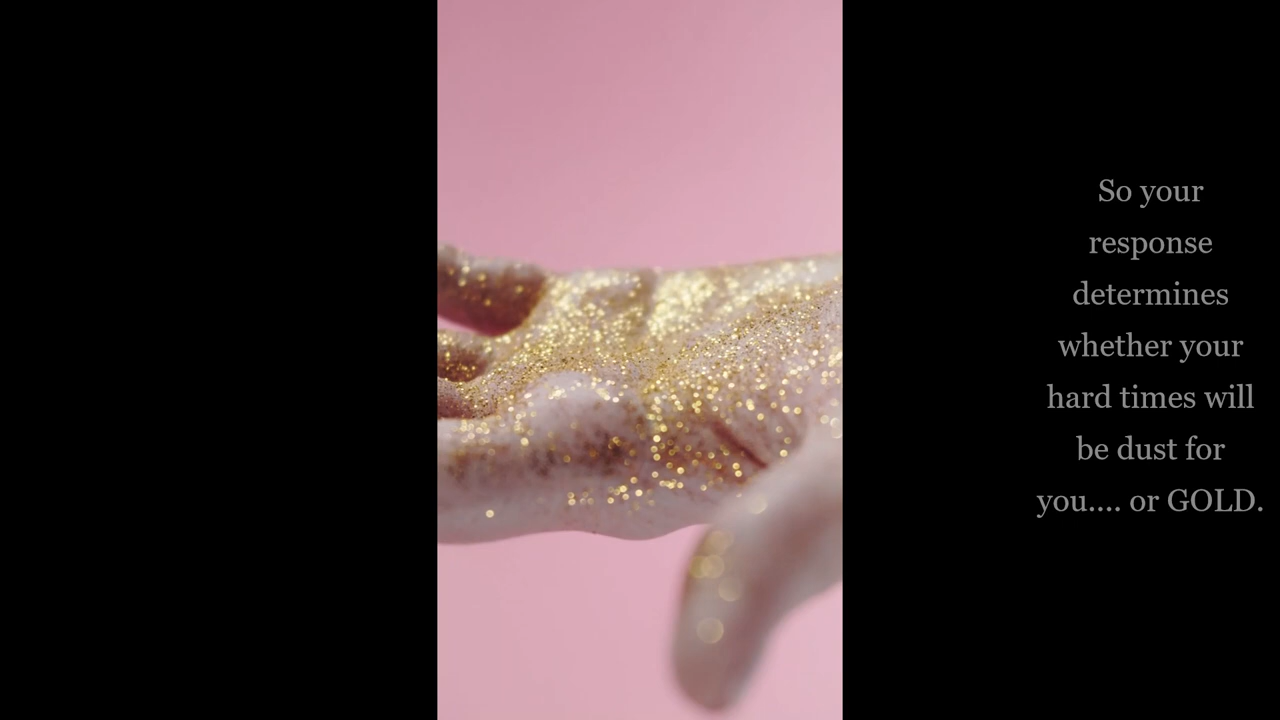 So your
response
determines
whether your
hard times will
be dust for
you.... or GOLD.